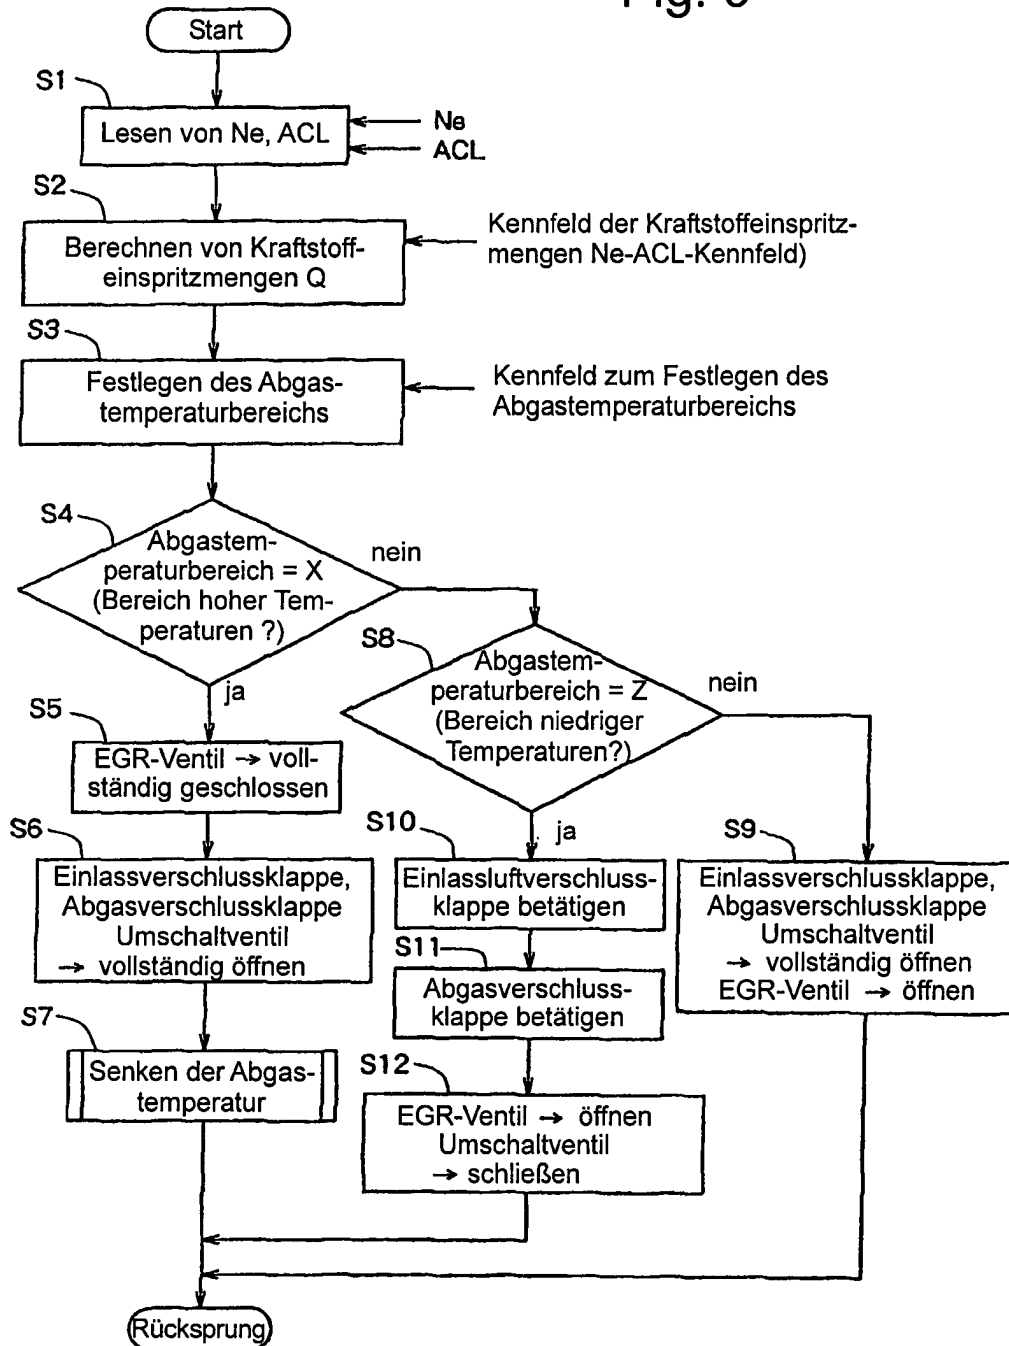 Start
S1
Lesen von Ne, ACL
Ne
ACL
S2
Berechnen von Kraftstoff-
einspritzmengen Q
Kennfeld der Kraftstoffeinspritz-
mengen Ne-ACL-Kennfeld)
S3
Festlegen des Abgas-
temperaturbereichs
Kennfeld zum Festlegen des
Abgastemperaturbereichs
S4
Abgastem-
peraturbereich = X
(Bereich hoher Tem-
peraturen ?)
nein
ja
S8
Abgastem-
peraturbereich = Z
(Bereich niedriger
Temperaturen?)
nein
ja
S5
EGR-Ventil → voll-
ständig geschlossen
S6
Einlassverschlussklappe,
Abgasverschlussklappe
Umschaltventil
→ vollständig öffnen
S7
Senken der Abgas-
temperatur
S10
Einlassluftverschluss-
klappe betätigen
S11
Abgasverschluss-
klappe betätigen
S12
EGR-Ventil → öffnen
Umschaltventil
→ schließen
S9
Einlassverschlussklappe,
Abgasverschlussklappe
Umschaltventil
→ vollständig öffnen
EGR-Ventil → öffnen
Rücksprung